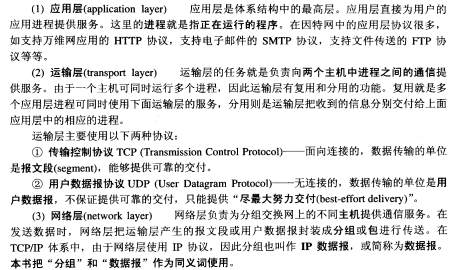 (1) 应用层(application layer) 应用层是体系结构中的最高层。应用层直接为用户的
应用进程提供服务。这里的进程就是指正在运行的程序。在因特网中的应用层协议很多，
如支持万维网应用的 HTTP 协议，支持电子邮件的 SMTP 协议，支持文件传送的 FTP 协
议等等。
(2) 运输层(transport layer) 运输层的任务就是负责向两个主机中进程之间的通信提
供服务。由于一个主机可同时运行多个进程，因此运输层有复用和分用的功能。复用就是多
个应用层进程可同时使用下面运输层的服务，分用则是运输层把收到的信息分别交付给上面
应用层中的相应的进程。
运输层主要使用以下两种协议：
① 传输控制协议 TCP (Transmission Control Protocol)——面向连接的，数据传输的单位
是报文段(segment)，能够提供可靠的交付。
② 用户数据报协议 UDP (User Datagram Protocol)——无连接的，数据传输的单位是用
户数据报，不保证提供可靠的交付，只能提供“尽最大努力交付(best-effort delivery)”。
(3) 网络层(network layer) 网络层负责为分组交换网上的不同主机提供通信服务。在
发送数据时，网络层把运输层产生的报文段或用户数据报封装成分组或包进行传送。在
TCP/IP 体系中，由于网络层使用 IP 协议，因此分组也叫作 IP 数据报，或简称为数据报。
本书把“分组”和“数据报”作为同义词使用。